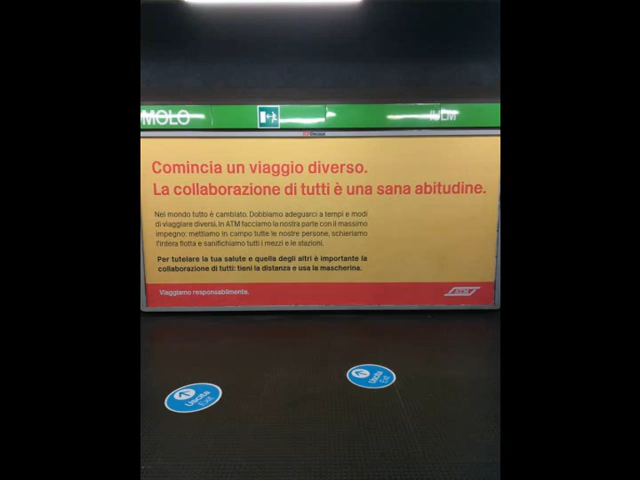 MOLO
Comincia un viaggio diverso.
La collaborazione di tutti è una sana abitudine.
Nel mondo tutto è cambiato. Dobbiamo adeguarci a tempi e modi
di viaggiare diversi. In ATM facciamo la nostra parte con il massimo
impegno: mettiamo in campo tutte le nostre persone, schieriamo
l'intera flotta e sanifichiamo tutti i mezzi e le stazioni.
Per tutelare la tua salute e quella degli altri è importante la
collaborazione di tutti: tieni la distanza e usa la mascherina.
Viaggiamo responsabilmente.
ATM
Uscita
Exit
Uscita
Exit